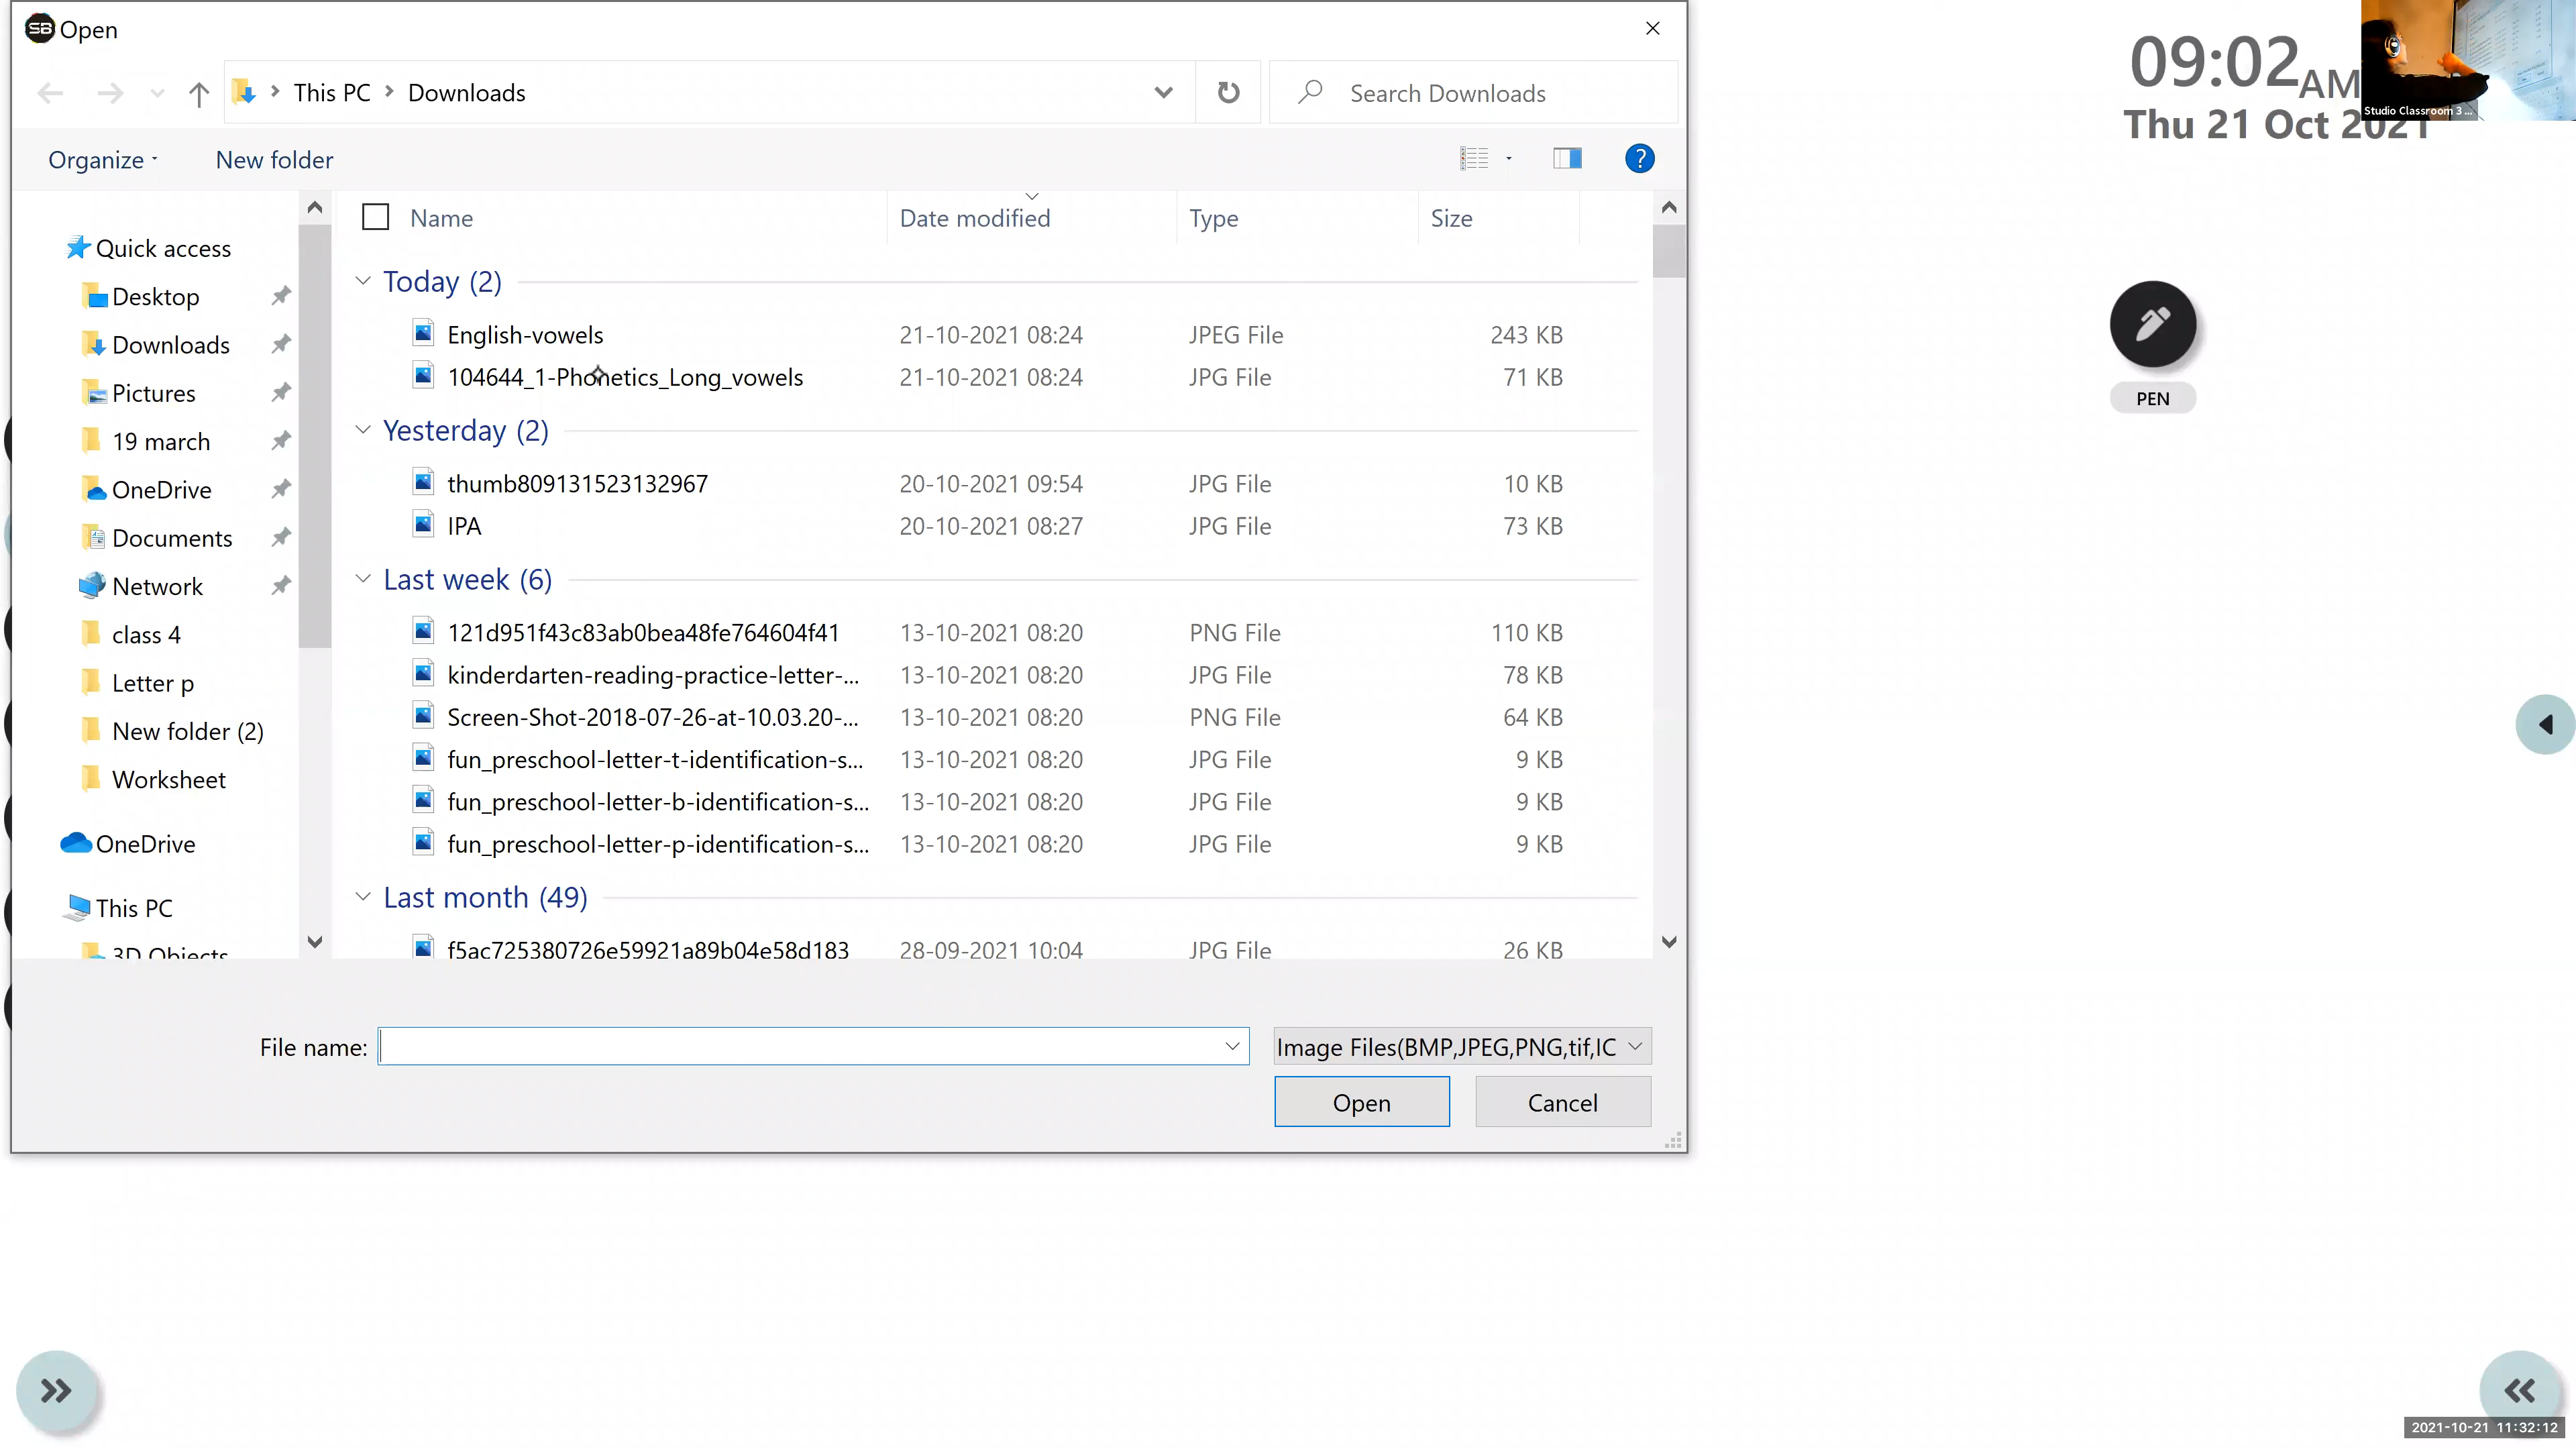 SB Open
This PC > Downloads
Search Downloads
Organize
New folder
Name Date modified Type Size
Quick access
Desktop
Downloads
Pictures
19 march
OneDrive
Documents
Network
class 4
Letter p
New folder (2)
Worksheet
OneDrive
This PC
3D Objects
Today (2)
English-vowels 21-10-2021 08:24 JPEG File 243 KB
104644_1-Phonetics_Long_vowels 21-10-2021 08:24 JPG File 71 KB
Yesterday (2)
thumb809131523132967 20-10-2021 09:54 JPG File 10 KB
IPA 20-10-2021 08:27 JPG File 73 KB
Last week (6)
121d951f43c83ab0bea48fe764604f41 13-10-2021 08:20 PNG File 110 KB
kinderdarten-reading-practice-letter-... 13-10-2021 08:20 JPG File 78 KB
Screen-Shot-2018-07-26-at-10.03.20-... 13-10-2021 08:20 PNG File 64 KB
fun_preschool-letter-t-identification-s... 13-10-2021 08:20 JPG File 9 KB
fun_preschool-letter-b-identification-s... 13-10-2021 08:20 JPG File 9 KB
fun_preschool-letter-p-identification-s... 13-10-2021 08:20 JPG File 9 KB
Last month (49)
f5ac725380726e59921a89b04e58d183 28-09-2021 10:04 JPG File 26 KB
File name:
Image Files(BMP,JPEG,PNG,tif,IC
Open
Cancel
09:02 AM
Thu 21 Oct 2021
Studio Classroom 3 ...
PEN
2021-10-21 11:32:12